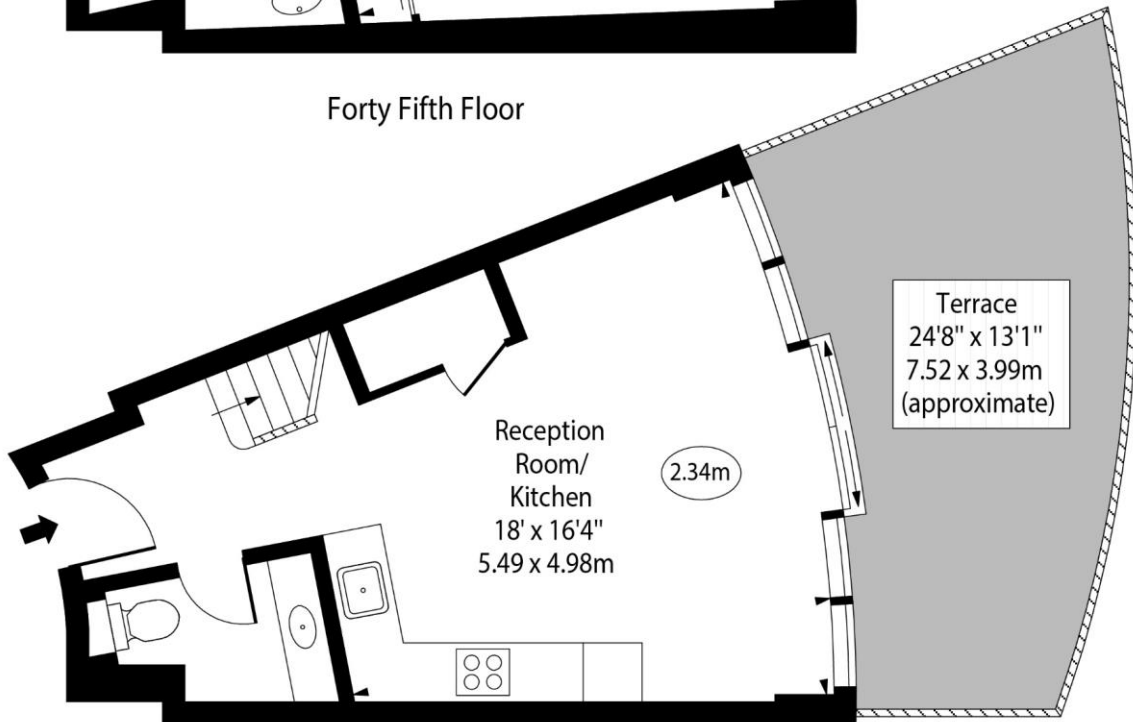 Forty Fifth Floor
Terrace
24'8" x 13'1"
7.52 x 3.99m
(approximate)
Reception
Room/
Kitchen
18' x 16'4"
5.49 x 4.98m
2.34m